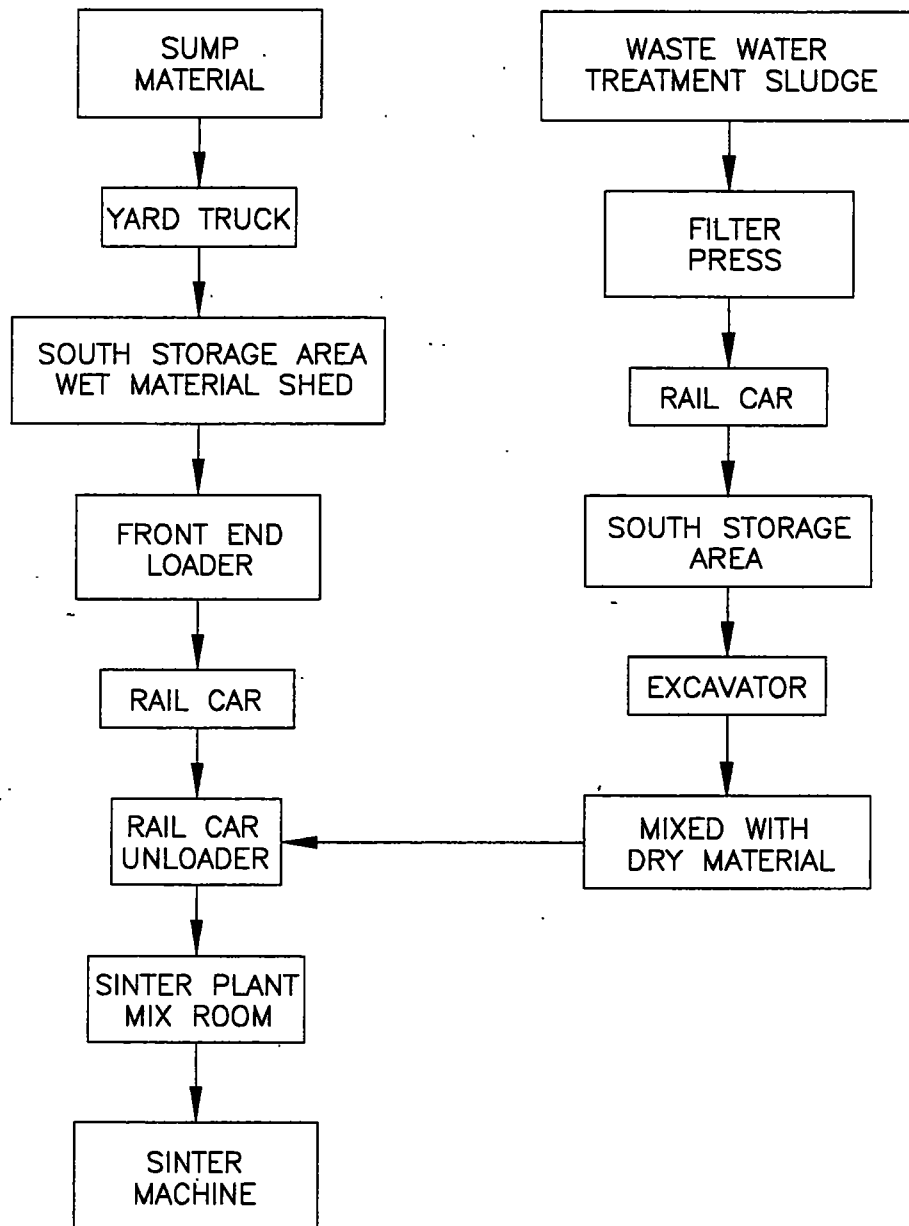 SUMP
MATERIAL
YARD TRUCK
SOUTH STORAGE AREA
WET MATERIAL SHED
FRONT END
LOADER
RAIL CAR
RAIL CAR
UNLOADER
SINTER PLANT
MIX ROOM
SINTER
MACHINE
WASTE WATER
TREATMENT SLUDGE
FILTER
PRESS
RAIL CAR
SOUTH STORAGE
AREA
EXCAVATOR
MIXED WITH
DRY MATERIAL